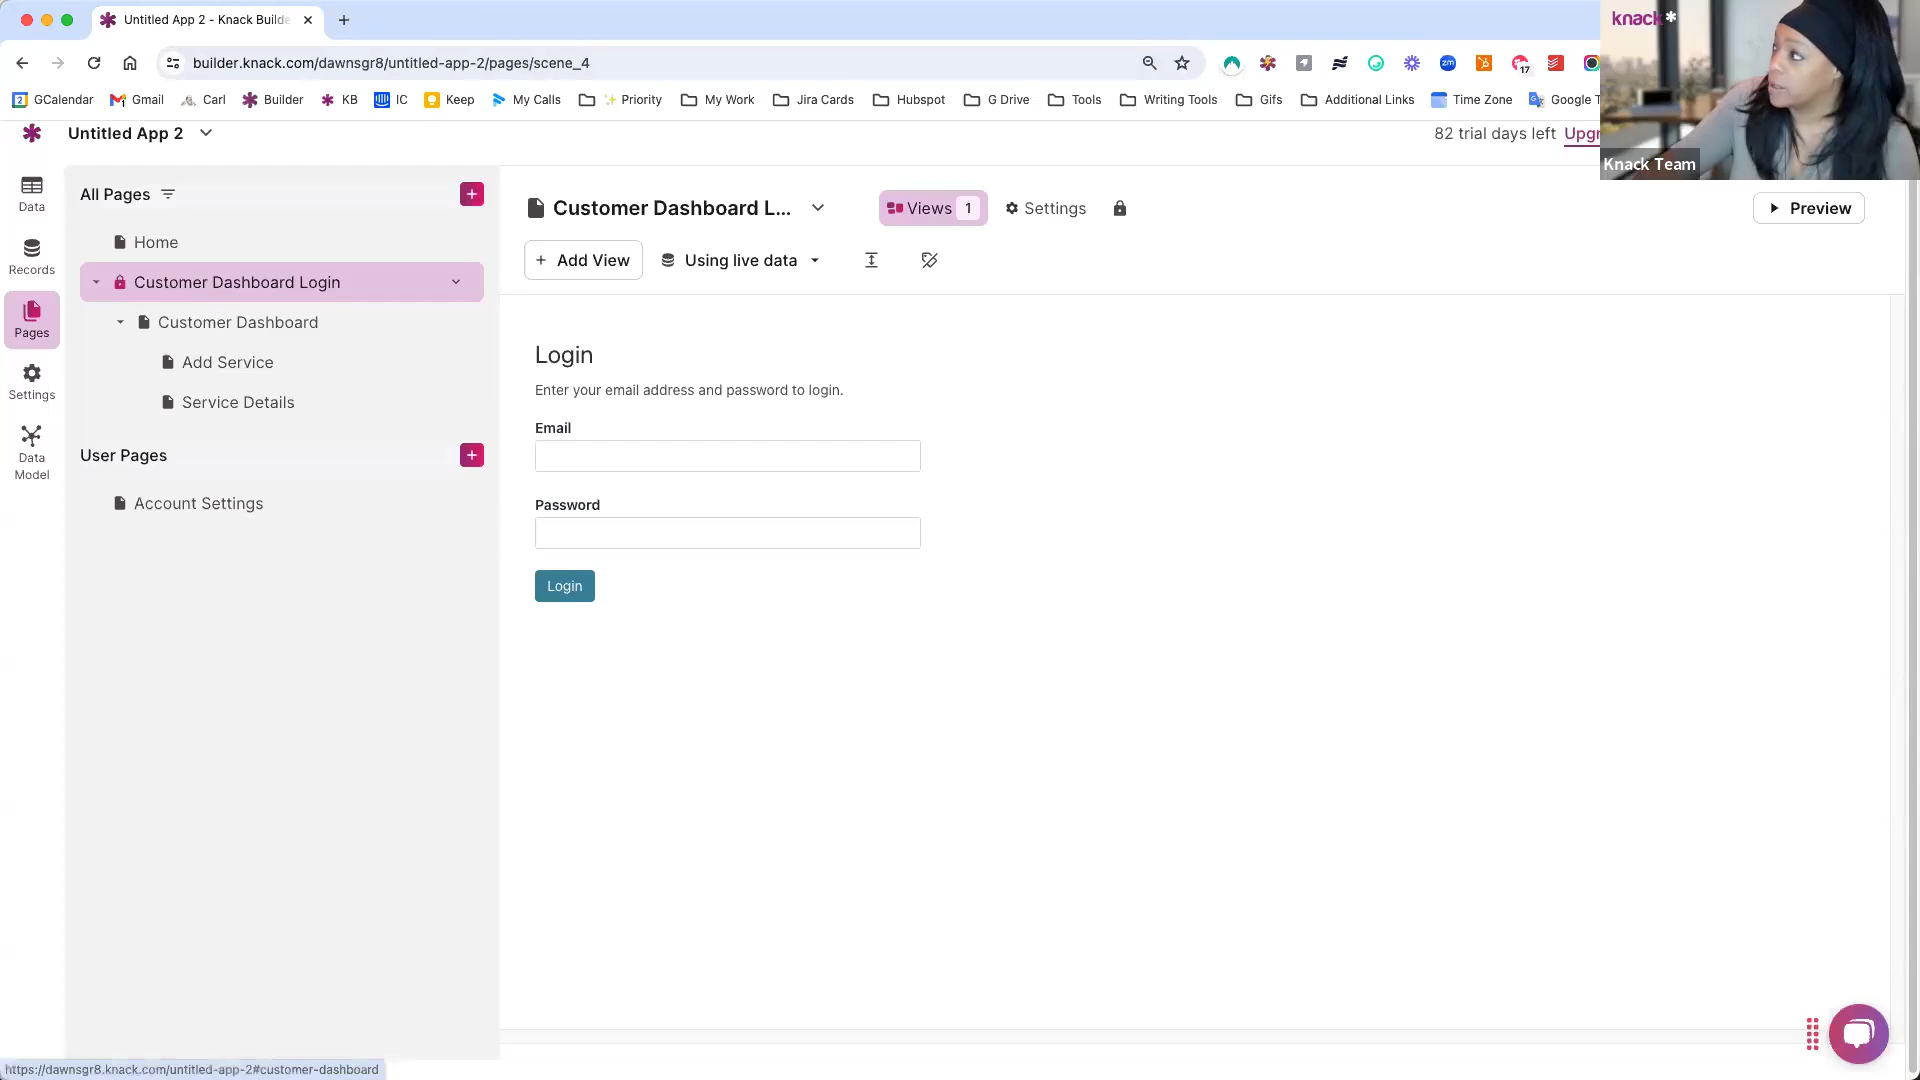 Untitled App 2 - Knack Builde
builder.knack.com/dawnsgr8/untitled-app-2/pages/scene_4
17
knack*
GCalendar
Gmail
Carl
Builder
KB
IC
Keep
My Calls
Priority
My Work
Jira Cards
Hubspot
G Drive
Tools
Writing Tools
Gifs
Additional Links
Time Zone
Google T
Untitled App 2
82 trial days left
Upgr
Knack Team
Data
Records
Pages
Settings
Data
Model
All Pages
Home
Customer Dashboard Login
Customer Dashboard
Add Service
Service Details
User Pages
Account Settings
Customer Dashboard L...
Views 1
Settings
Preview
+ Add View
Using live data
Login
Enter your email address and password to login.
Email
Password
Login
https://dawnsgr8.knack.com/untitled-app-2#customer-dashboard